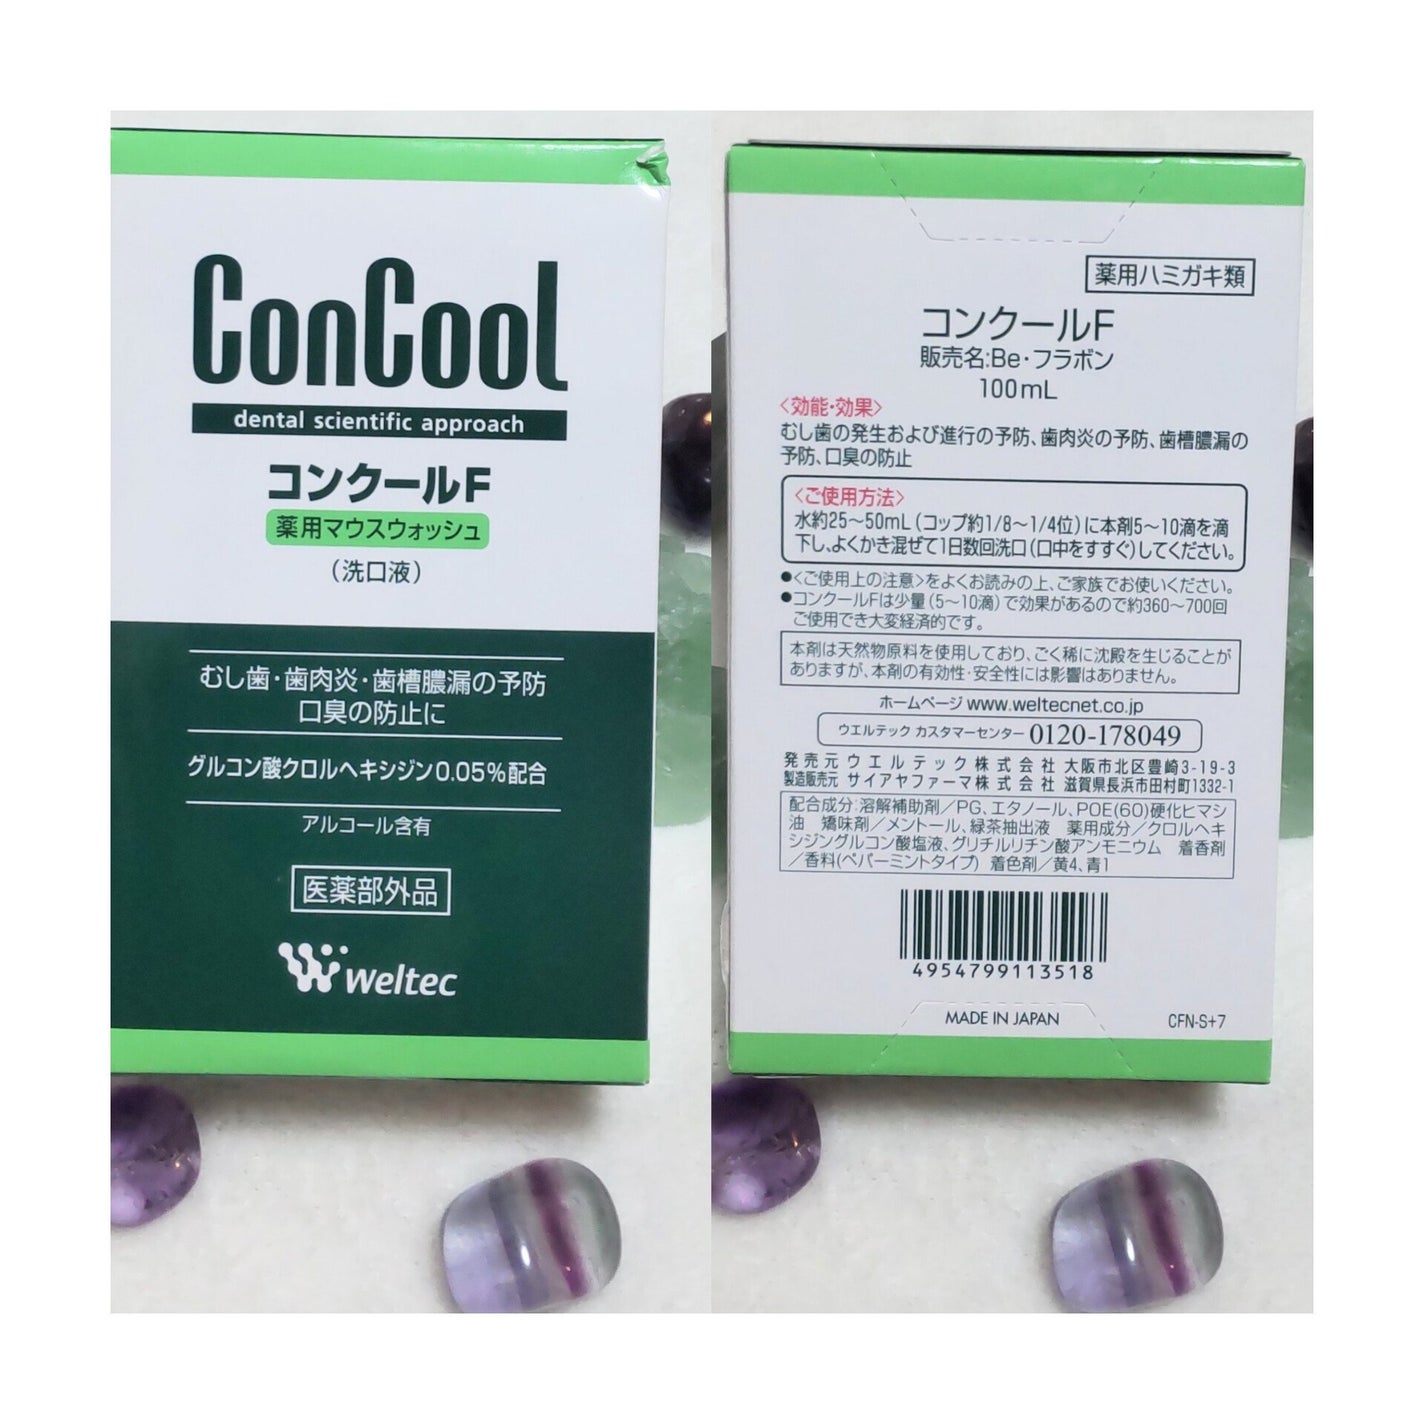 ConCool
dental scientific approach
コンクールF
薬用マウスウォッシュ
(洗口液)
むし歯・歯肉炎・歯槽膿漏の予防
口臭の防止に
グルコン酸クロルヘキシジン0.05%配合
アルコール含有
医薬部外品
weltec
薬用ハミガキ類
コンクールF
販売名:Be・フラボン
100mL
〈効能・効果〉
むし歯の発生および進行の予防、歯肉炎の予防、歯槽膿漏の
予防、口臭の防止
〈ご使用方法〉
水約25〜50mL(コップ約1/8〜1/4位)に本剤5〜10滴を滴
下し、よくかき混ぜて1日数回洗口(口中をすすぐ)してください。
●〈ご使用上の注意〉をよくお読みの上、ご家族でお使いください。
●コンクールFは少量(5〜10滴)で効果があるので約360〜700回
ご使用でき大変経済的です。
本剤は天然物原料を使用しており、ごく稀に沈殿を生じることが
ありますが、本剤の有効性・安全性には影響はありません。
ホームページ www.weltecnet.co.jp
ウエルテック カスタマーセンター 0120-178049
発売元 ウエルテック株式会社 大阪市北区豊崎3-19-3
製造販売元 サイアヤファーマ株式会社 滋賀県長浜市田村町1332-1
配合成分:溶解補助剤/PG、エタノール、POE(60)硬化ヒマシ
油 矯味剤/メントール、緑茶抽出液 薬用成分/クロルヘキ
シジングルコン酸塩液、グリチルリチン酸アンモニウム 着香剤
/香料(ペパーミントタイプ) 着色剤/黄4、青1
4954799113518
MADE IN JAPAN
CFN-S+7